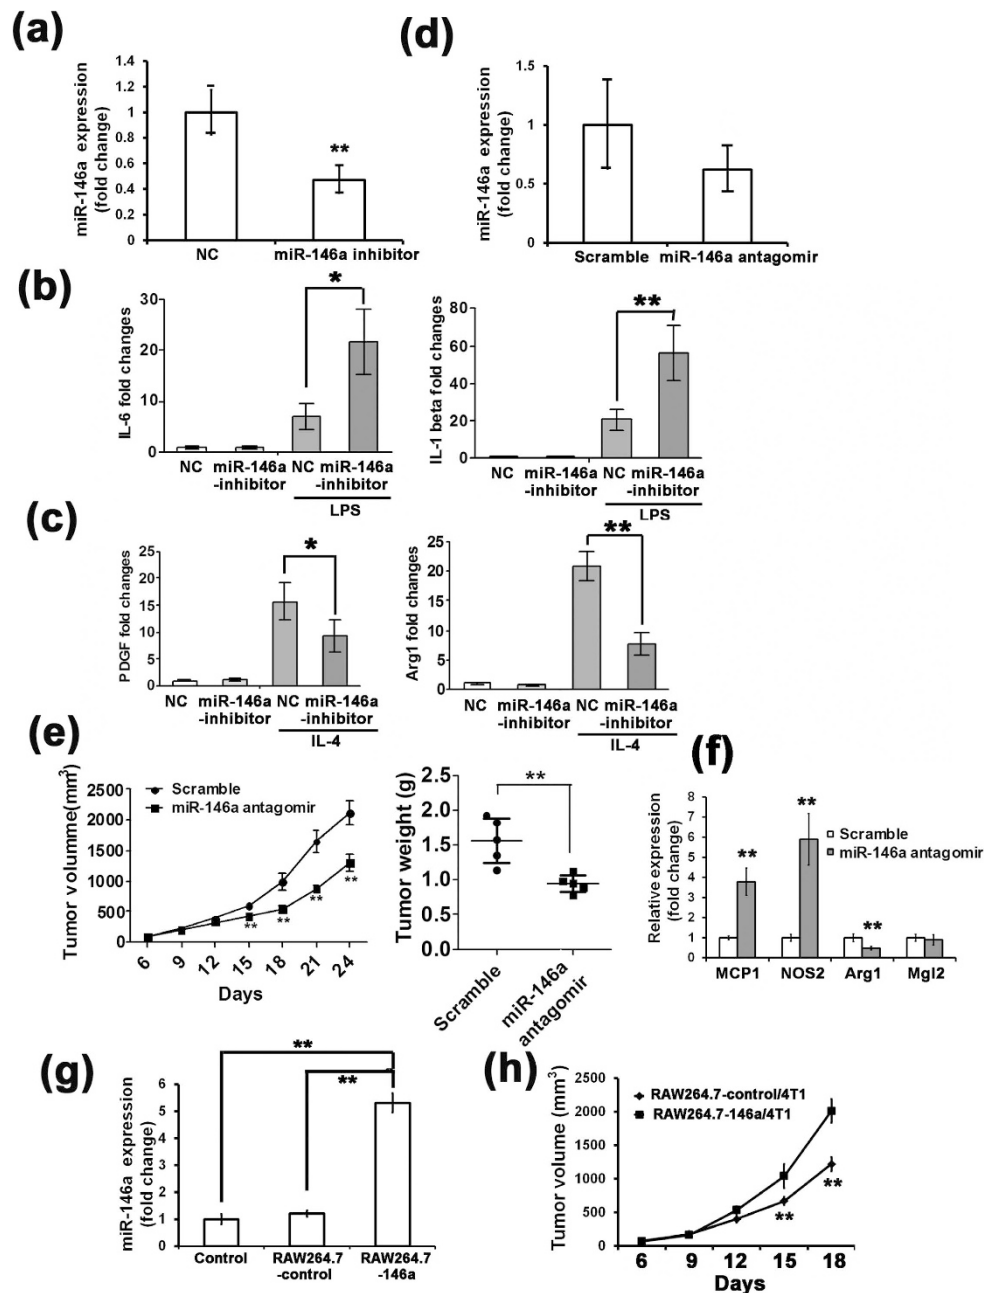 (a)
miR-146a expression
(fold change)
1.4
1.2
1
0.8
0.6
0.4
0.2
0
**
NC
miR-146a inhibitor
(d)
miR-146a expression
(fold change)
1.5
1
0.5
0
Scramble
miR-146a antagomir
(b)
IL-6 fold changes
30
20
10
0
*
NC
miR-146a
-inhibitor
NC
miR-146a
-inhibitor
LPS
IL-1 beta fold changes
80
60
40
20
0
**
NC
miR-146a
-inhibitor
NC
miR-146a
-inhibitor
LPS
(c)
PDGF fold changes
25
20
15
10
5
0
*
NC
miR-146a
-inhibitor
NC
miR-146a
-inhibitor
IL-4
Arg1 fold changes
25
20
15
10
5
0
**
NC
miR-146a
-inhibitor
NC
miR-146a
-inhibitor
IL-4
(e)
Tumor volumme(mm³)
2500
2000
1500
1000
500
0
Scramble
miR-146a antagomir
**
**
**
**
6
9
12
15
18
21
24
Days
Tumor weight (g)
2.5
2.0
1.5
1.0
0.5
0.0
**
Scramble
miR-146a
antagomir
(f)
Relative expression
(fold change)
8
7
6
5
4
3
2
1
0
Scramble
miR-146a antagomir
**
**
**
MCP1
NOS2
Arg1
Mgl2
(g)
miR-146a expression
(fold change)
6
5
4
3
2
1
0
**
**
Control
RAW264.7
-control
RAW264.7
-146a
(h)
Tumor volume (mm³)
2500
2000
1500
1000
500
0
RAW264.7-control/4T1
RAW264.7-146a/4T1
**
**
6
9
12
15
18
Days